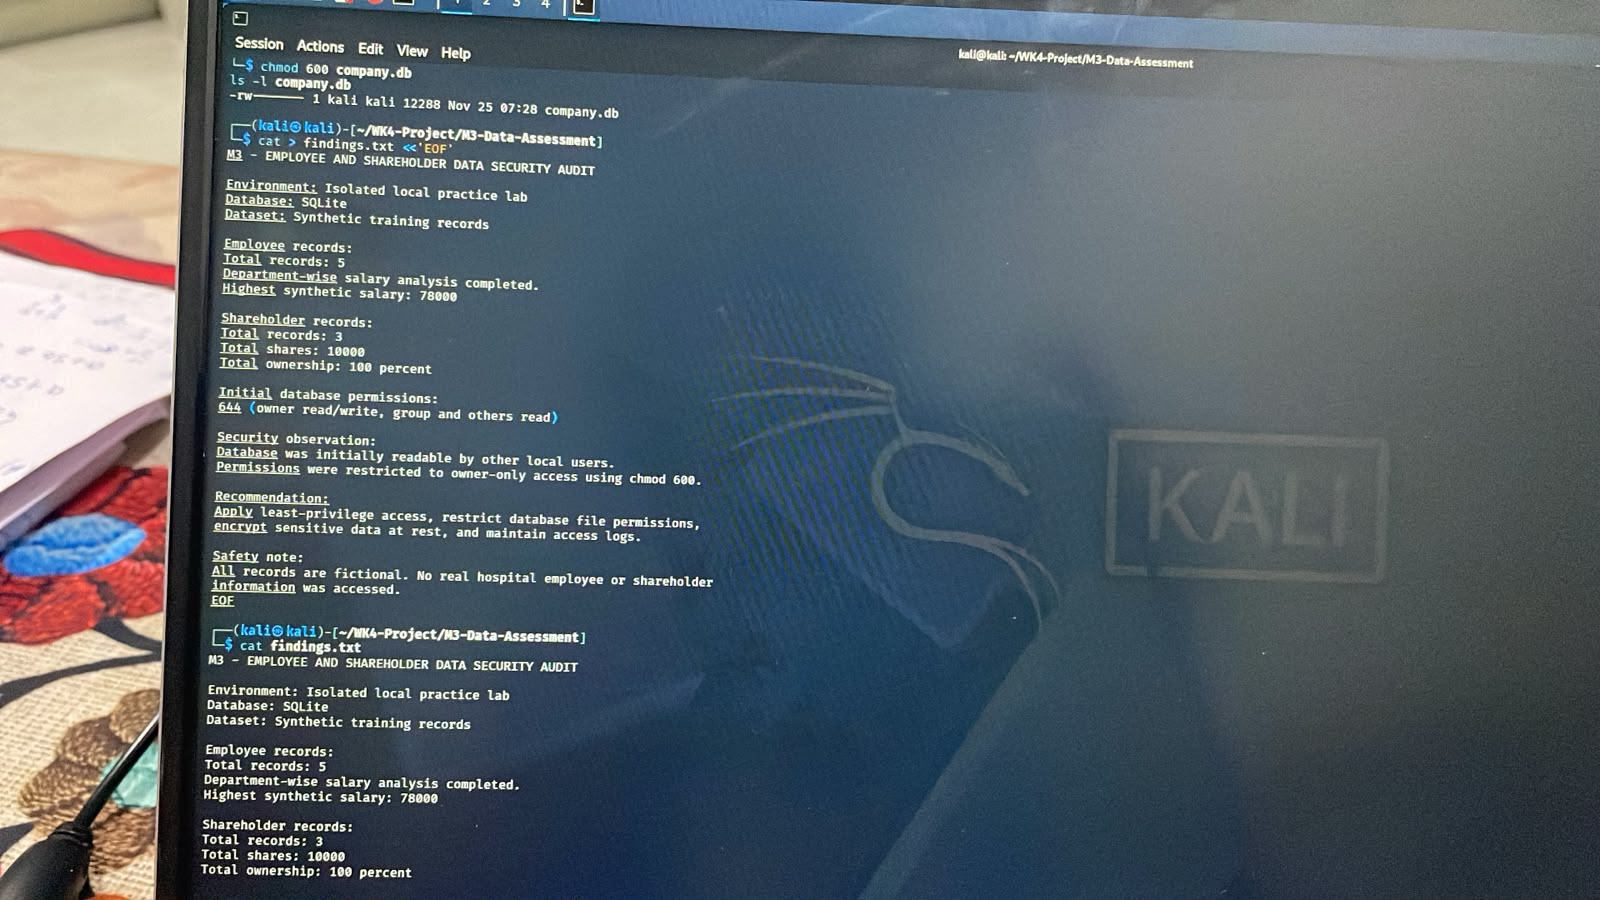 1 2 3 4
Session Actions Edit View Help
kali@kali: ~/WK4-Project/M3-Data-Assessment
└─$ chmod 600 company.db
ls -l company.db
-rw------- 1 kali kali 12288 Nov 25 07:28 company.db
┌──(kali㉿kali)-[~/WK4-Project/M3-Data-Assessment]
└─$ cat > findings.txt <<'EOF'
M3 - EMPLOYEE AND SHAREHOLDER DATA SECURITY AUDIT
Environment: Isolated local practice lab
Database: SQLite
Dataset: Synthetic training records
Employee records:
Total records: 5
Department-wise salary analysis completed.
Highest synthetic salary: 78000
Shareholder records:
Total records: 3
Total shares: 10000
Total ownership: 100 percent
Initial database permissions:
644 (owner read/write, group and others read)
Security observation:
Database was initially readable by other local users.
Permissions were restricted to owner-only access using chmod 600.
Recommendation:
Apply least-privilege access, restrict database file permissions,
encrypt sensitive data at rest, and maintain access logs.
Safety note:
All records are fictional. No real hospital employee or shareholder
information was accessed.
EOF
┌──(kali㉿kali)-[~/WK4-Project/M3-Data-Assessment]
└─$ cat findings.txt
M3 - EMPLOYEE AND SHAREHOLDER DATA SECURITY AUDIT
Environment: Isolated local practice lab
Database: SQLite
Dataset: Synthetic training records
Employee records:
Total records: 5
Department-wise salary analysis completed.
Highest synthetic salary: 78000
Shareholder records:
Total records: 3
Total shares: 10000
Total ownership: 100 percent
KALI